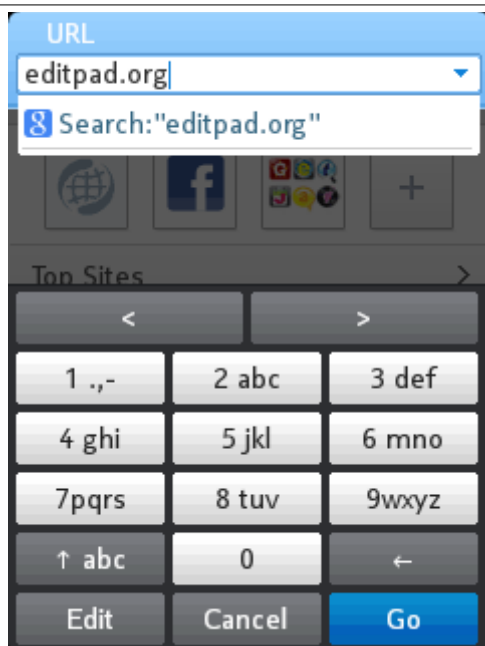 URL
editpad.org
8 Search:"editpad.org"
f +
Top Sites >
< >
1 .,- 2 abc 3 def
4 ghi 5 jkl 6 mno
7pqrs 8 tuv 9wxyz
↑ abc 0 ←
Edit Cancel Go